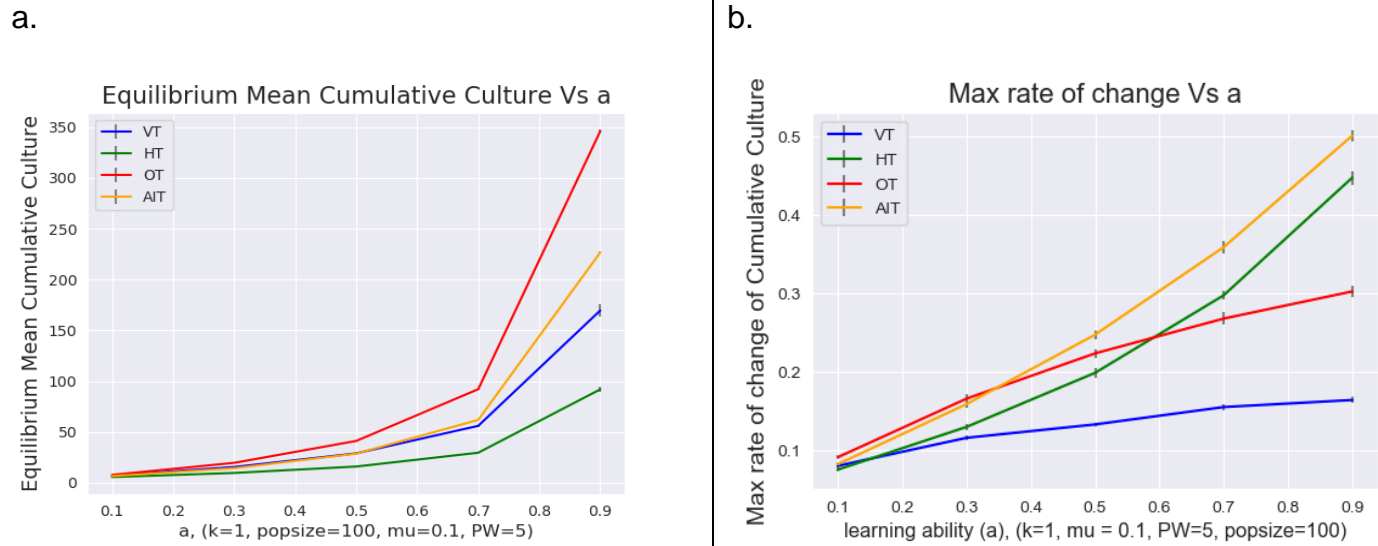 a.
Equilibrium Mean Cumulative Culture Vs a
Equilibrium Mean Cumulative Culture
350
300
250
200
150
100
50
0
VT
HT
OT
AIT
0.1 0.2 0.3 0.4 0.5 0.6 0.7 0.8 0.9
a, (k=1, popsize=100, mu=0.1, PW=5)
b.
Max rate of change Vs a
Max rate of change of Cumulative Culture
0.5
0.4
0.3
0.2
0.1
VT
HT
OT
AIT
0.1 0.2 0.3 0.4 0.5 0.6 0.7 0.8 0.9
learning ability (a), (k=1, mu = 0.1, PW=5, popsize=100)